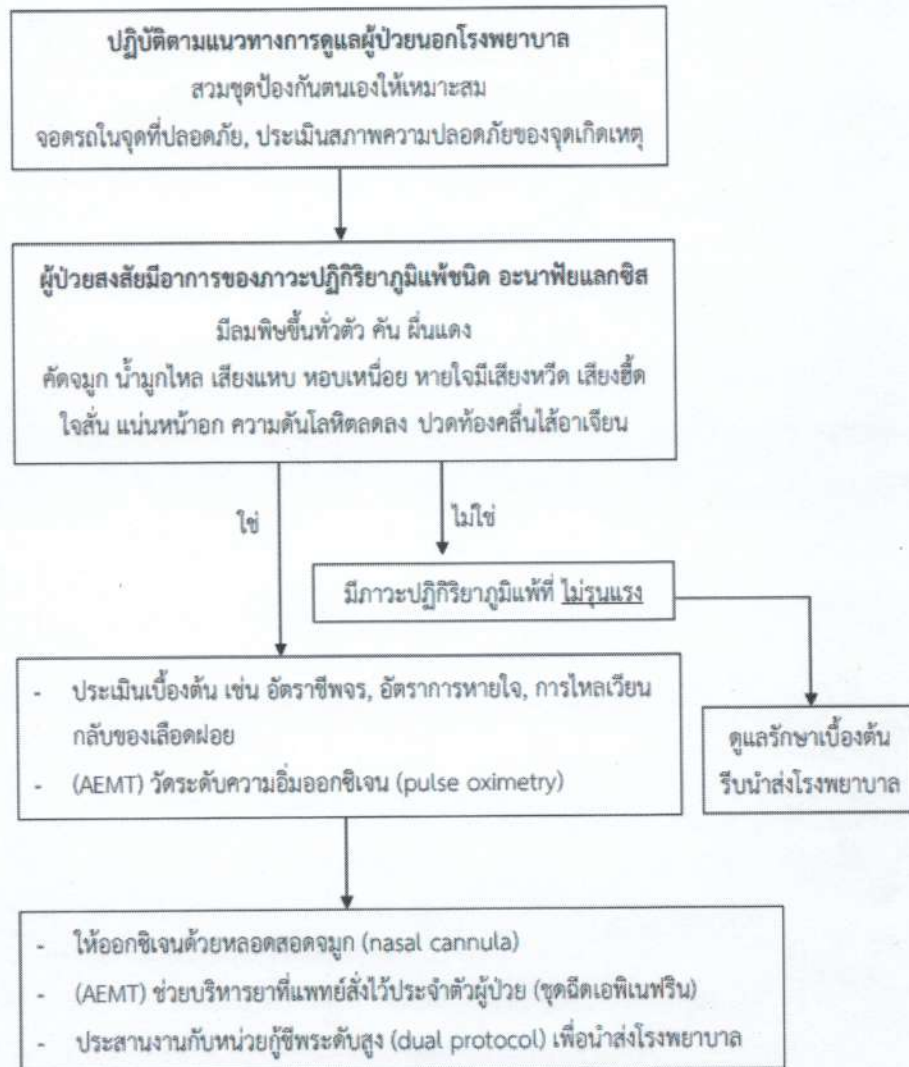 ปฏิบัติตามแนวทางการดูแลผู้ป่วยนอกโรงพยาบาล
สวมชุดป้องกันตนเองให้เหมาะสม
จอดรถในจุดที่ปลอดภัย, ประเมินสภาพความปลอดภัยของจุดเกิดเหตุ
ผู้ป่วยสงสัยมีอาการของภาวะปฏิกิริยาภูมิแพ้ชนิด อะนาฟัยแลกซิส
มีลมพิษขึ้นทั่วตัว คัน ผื่นแดง
คัดจมูก น้ำมูกไหล เสียงแหบ หอบเหนื่อย หายใจมีเสียงหวีด เสียงฮี้ด
ใจสั่น แน่นหน้าอก ความดันโลหิตลดลง ปวดท้องคลื่นไส้อาเจียน
ใช่
ไม่ใช่
มีภาวะปฏิกิริยาภูมิแพ้ที่ ไม่รุนแรง
- ประเมินเบื้องต้น เช่น อัตราชีพจร, อัตราการหายใจ, การไหลเวียน
กลับของเลือดฝอย
- (AEMT) วัดระดับความอิ่มออกซิเจน (pulse oximetry)
ดูแลรักษาเบื้องต้น
รีบนำส่งโรงพยาบาล
- ให้ออกซิเจนด้วยหลอดสอดจมูก (nasal cannula)
- (AEMT) ช่วยบริหารยาที่แพทย์สั่งไว้ประจำตัวผู้ป่วย (ชุดฉีดเอพิเนฟริน)
- ประสานงานกับหน่วยกู้ชีพระดับสูง (dual protocol) เพื่อนำส่งโรงพยาบาล